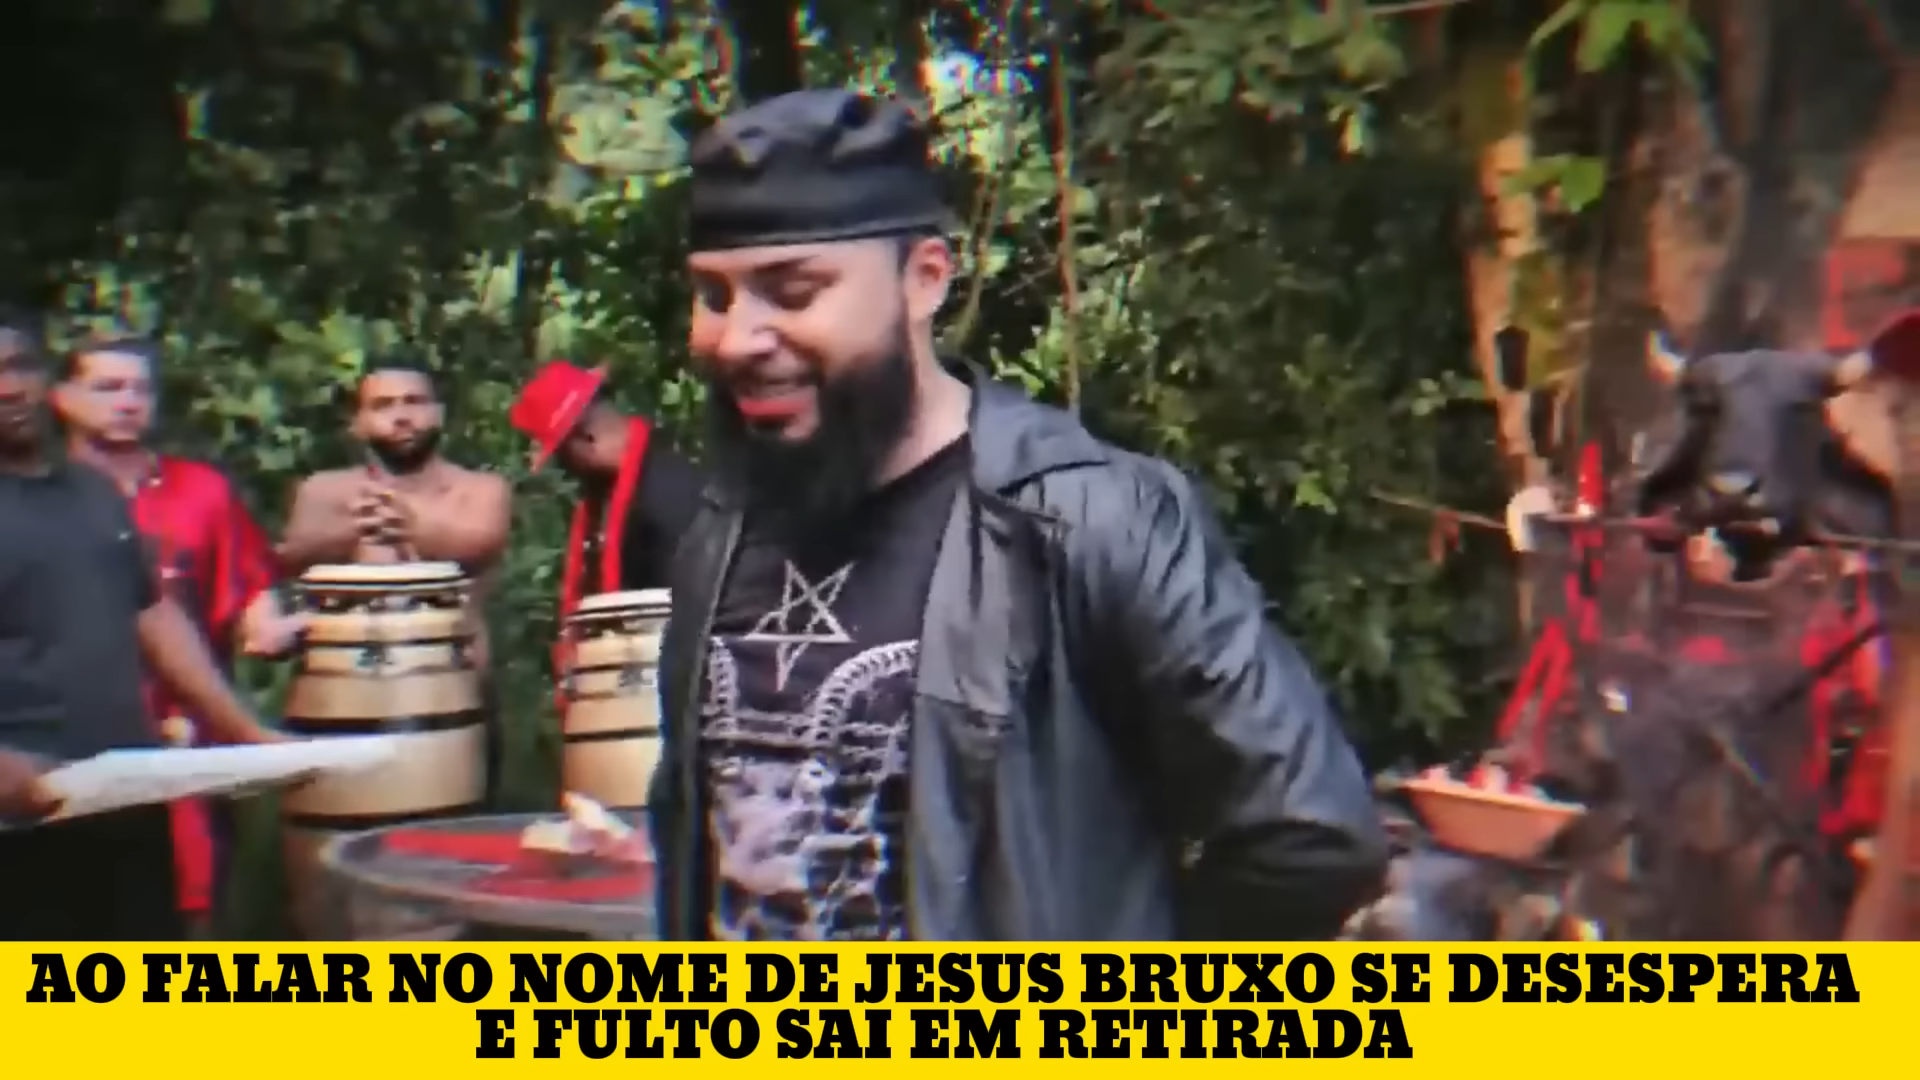 AO FALAR NO NOME DE JESUS BRUXO SE DESESPERA
E FULTO SAI EM RETIRADA